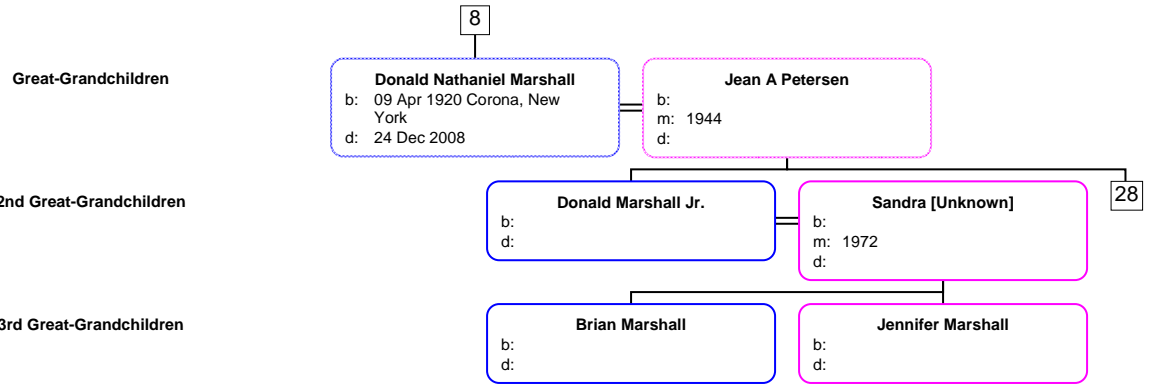 8
Great-Grandchildren
Donald Nathaniel Marshall
b: 09 Apr 1920 Corona, New
York
d: 24 Dec 2008
Jean A Petersen
b:
m: 1944
d:
2nd Great-Grandchildren
Donald Marshall Jr.
b:
d:
Sandra [Unknown]
b:
m: 1972
d:
28
3rd Great-Grandchildren
Brian Marshall
b:
d:
Jennifer Marshall
b:
d: